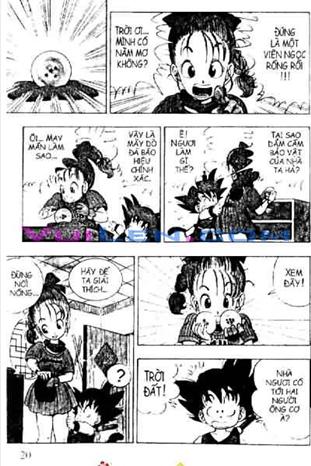 ĐÚNG
LÀ MỘT
VIÊN NGỌC
RỒNG RỒI
!!!
TRỜI ƠI...
MÌNH CÓ
NẰM MƠ
KHÔNG?
TẠI SAO
DÁM CẦM
BẢO VẬT
CỦA NHÀ
TA HẢ?
Ê!
NGƯƠI
LÀM
GÌ
THẾ?
VẬY LÀ
MÁY DÒ
ĐÃ BÁO
HIỆU
CHÍNH
XÁC.
ÔI... MAY
MẮN LÀM
SAO...
XEM
ĐÂY!
HÃY ĐỂ
TA GIẢI
THÍCH...
ĐỪNG
NỔI
NÓNG...
?
NHÀ
NGƯƠI CÓ
TỚI HAI
NGƯỜI
ÔNG CƠ
À?
TRỜI
ĐẤT!
20